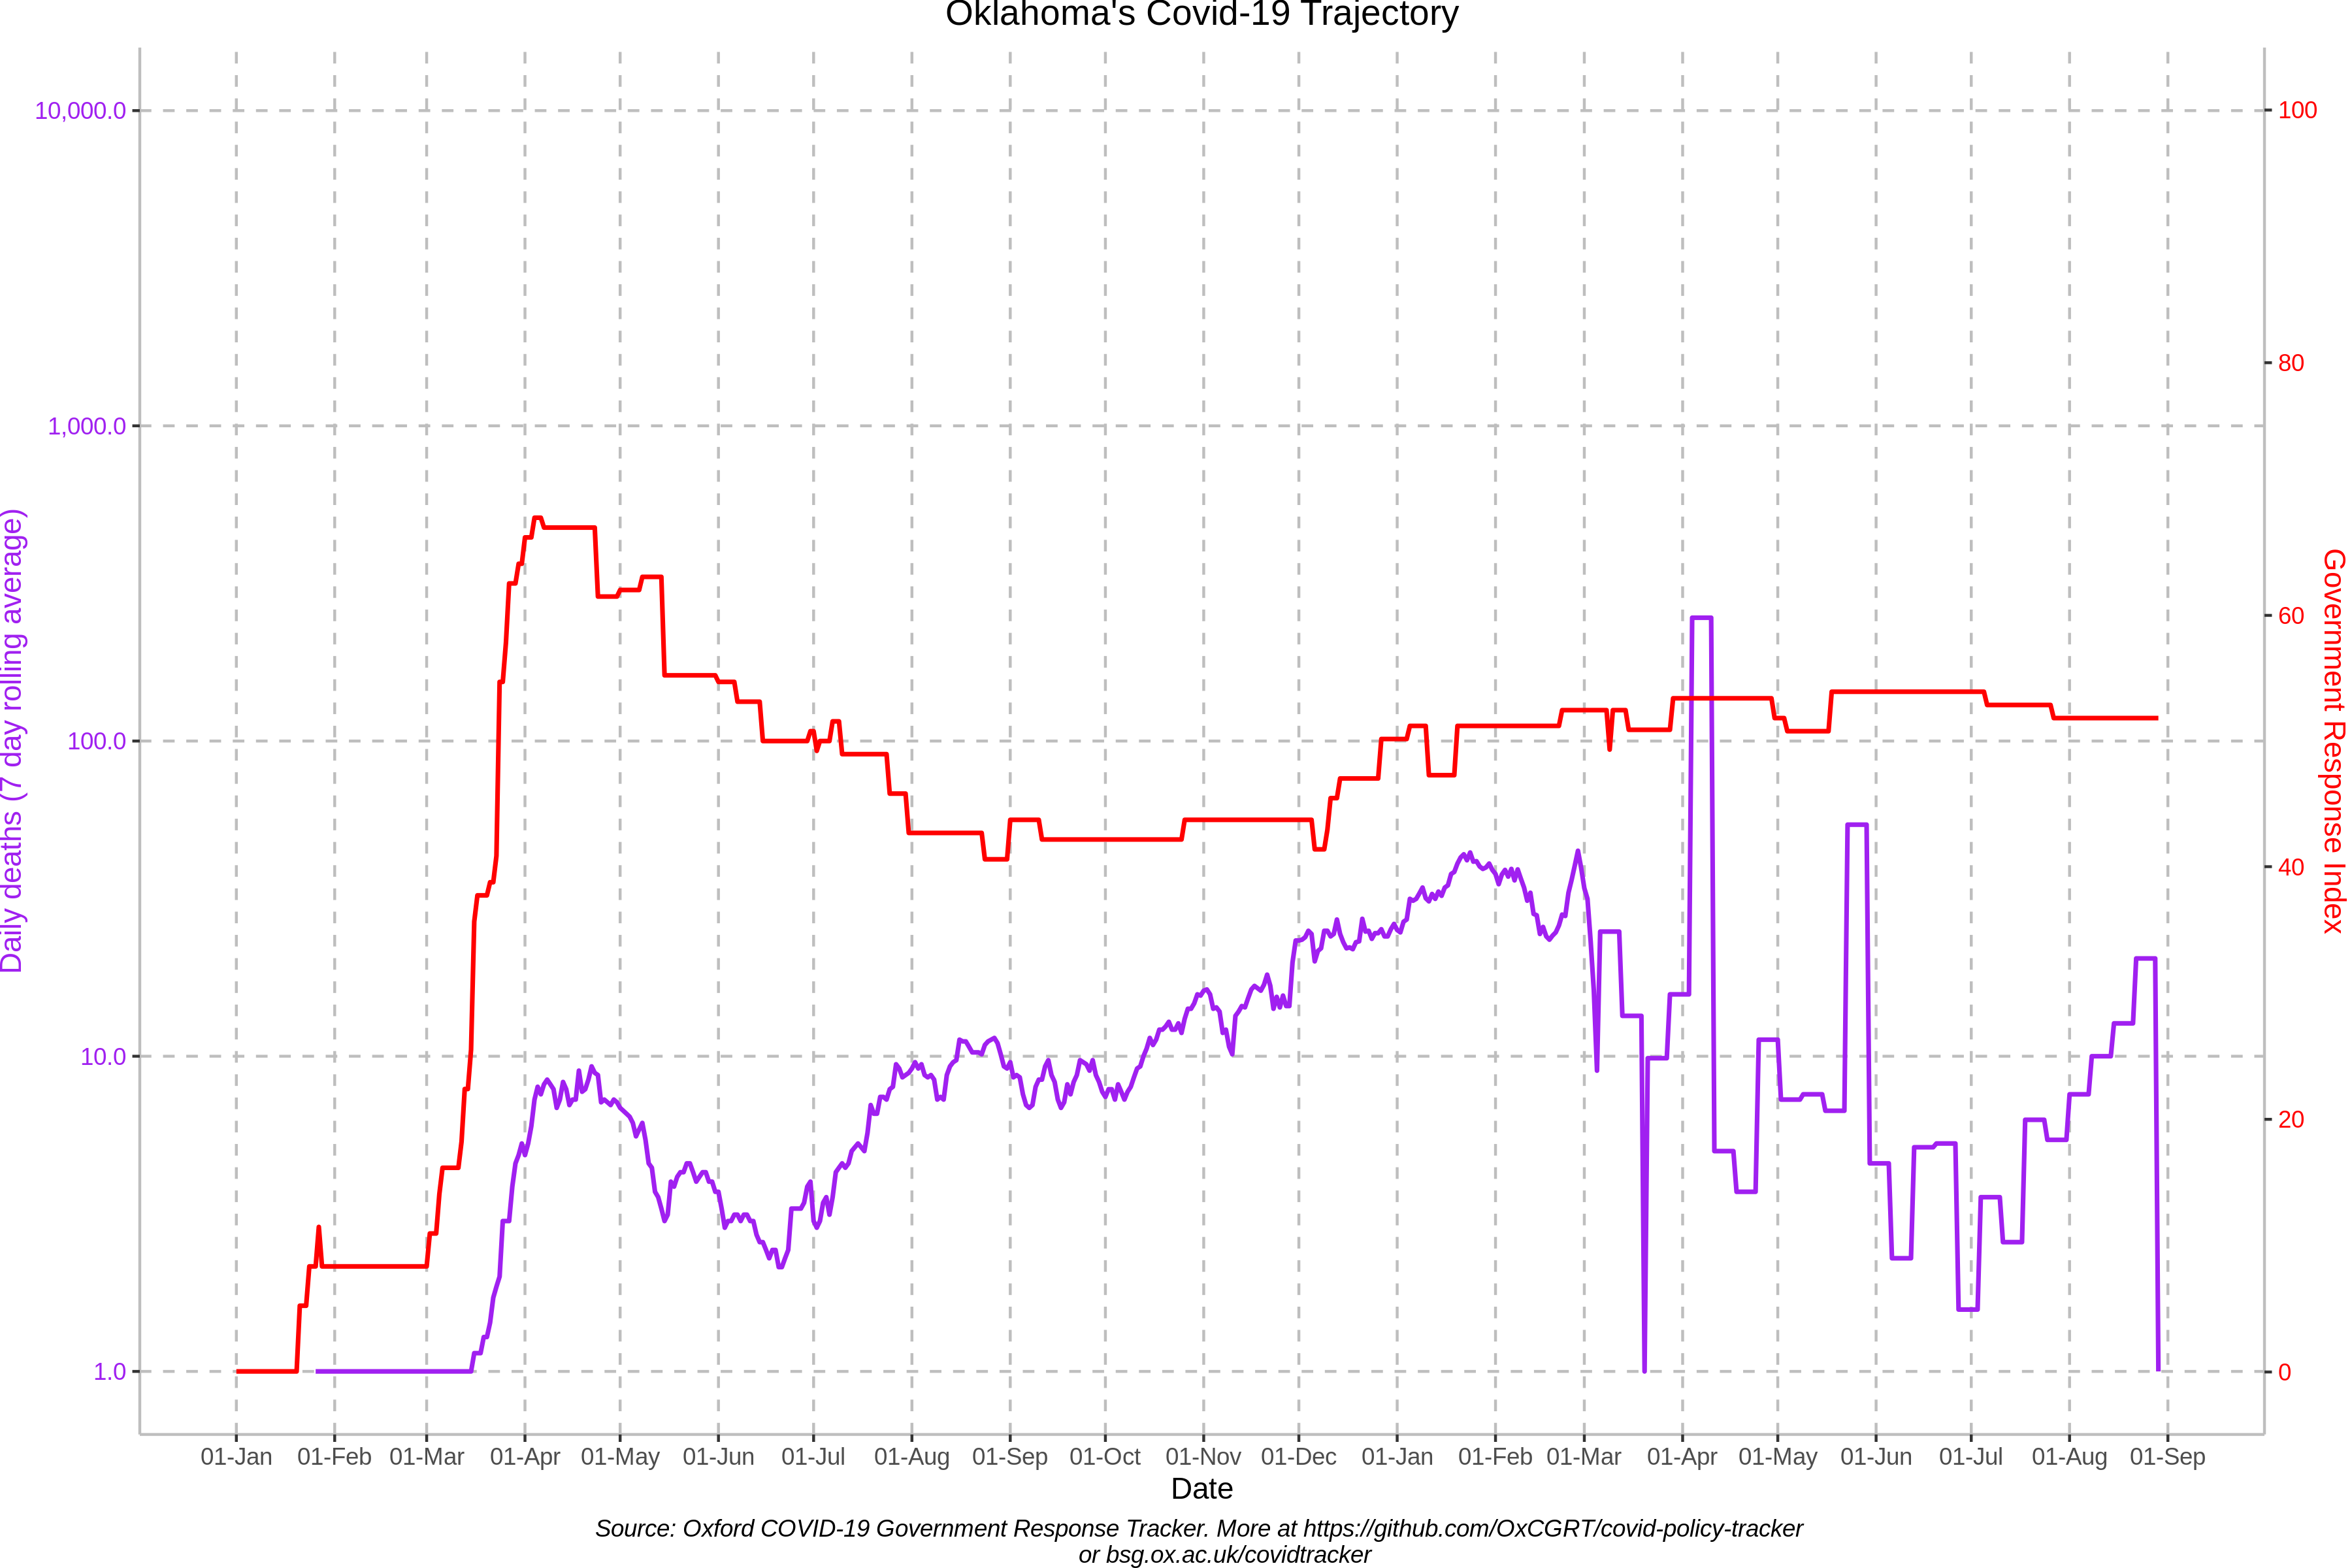 Oklahoma's Covid-19 Trajectory
10,000.0
1,000.0
100.0
10.0
1.0
Daily deaths (7 day rolling average)
100
80
60
40
20
0
Government Response Index
01-Jan 01-Feb 01-Mar 01-Apr 01-May 01-Jun 01-Jul 01-Aug 01-Sep 01-Oct 01-Nov 01-Dec 01-Jan 01-Feb 01-Mar 01-Apr 01-May 01-Jun 01-Jul 01-Aug 01-Sep
Date
Source: Oxford COVID-19 Government Response Tracker. More at https://github.com/OxCGRT/covid-policy-tracker
or bsg.ox.ac.uk/covidtracker